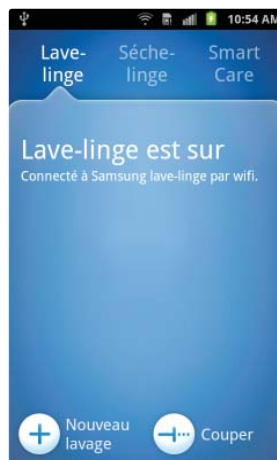 10:54 AM
Lave-
linge
Séche-
linge
Smart
Care
Lave-linge est sur
Connecté à Samsung lave-linge par wifi.
Nouveau
lavage
Couper